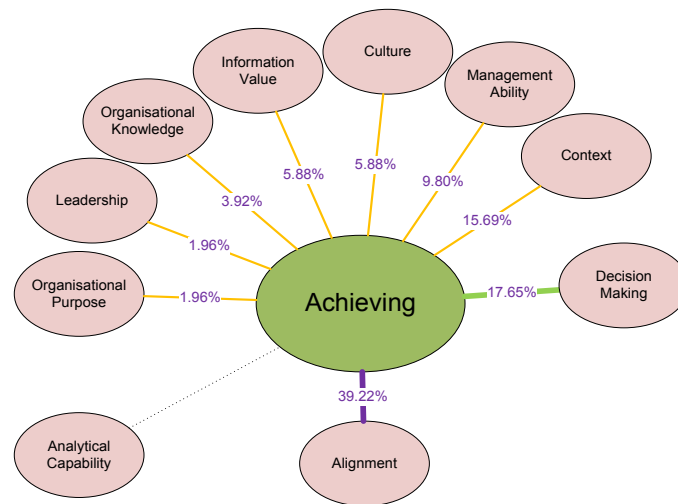 Culture
Information
Value
Management
Ability
Organisational
Knowledge
Context
5.88%
5.88%
9.80%
Leadership
3.92%
15.69%
1.96%
Decision
Making
Organisational
Purpose
1.96%
Achieving
17.65%
39.22%
Analytical
Capability
Alignment